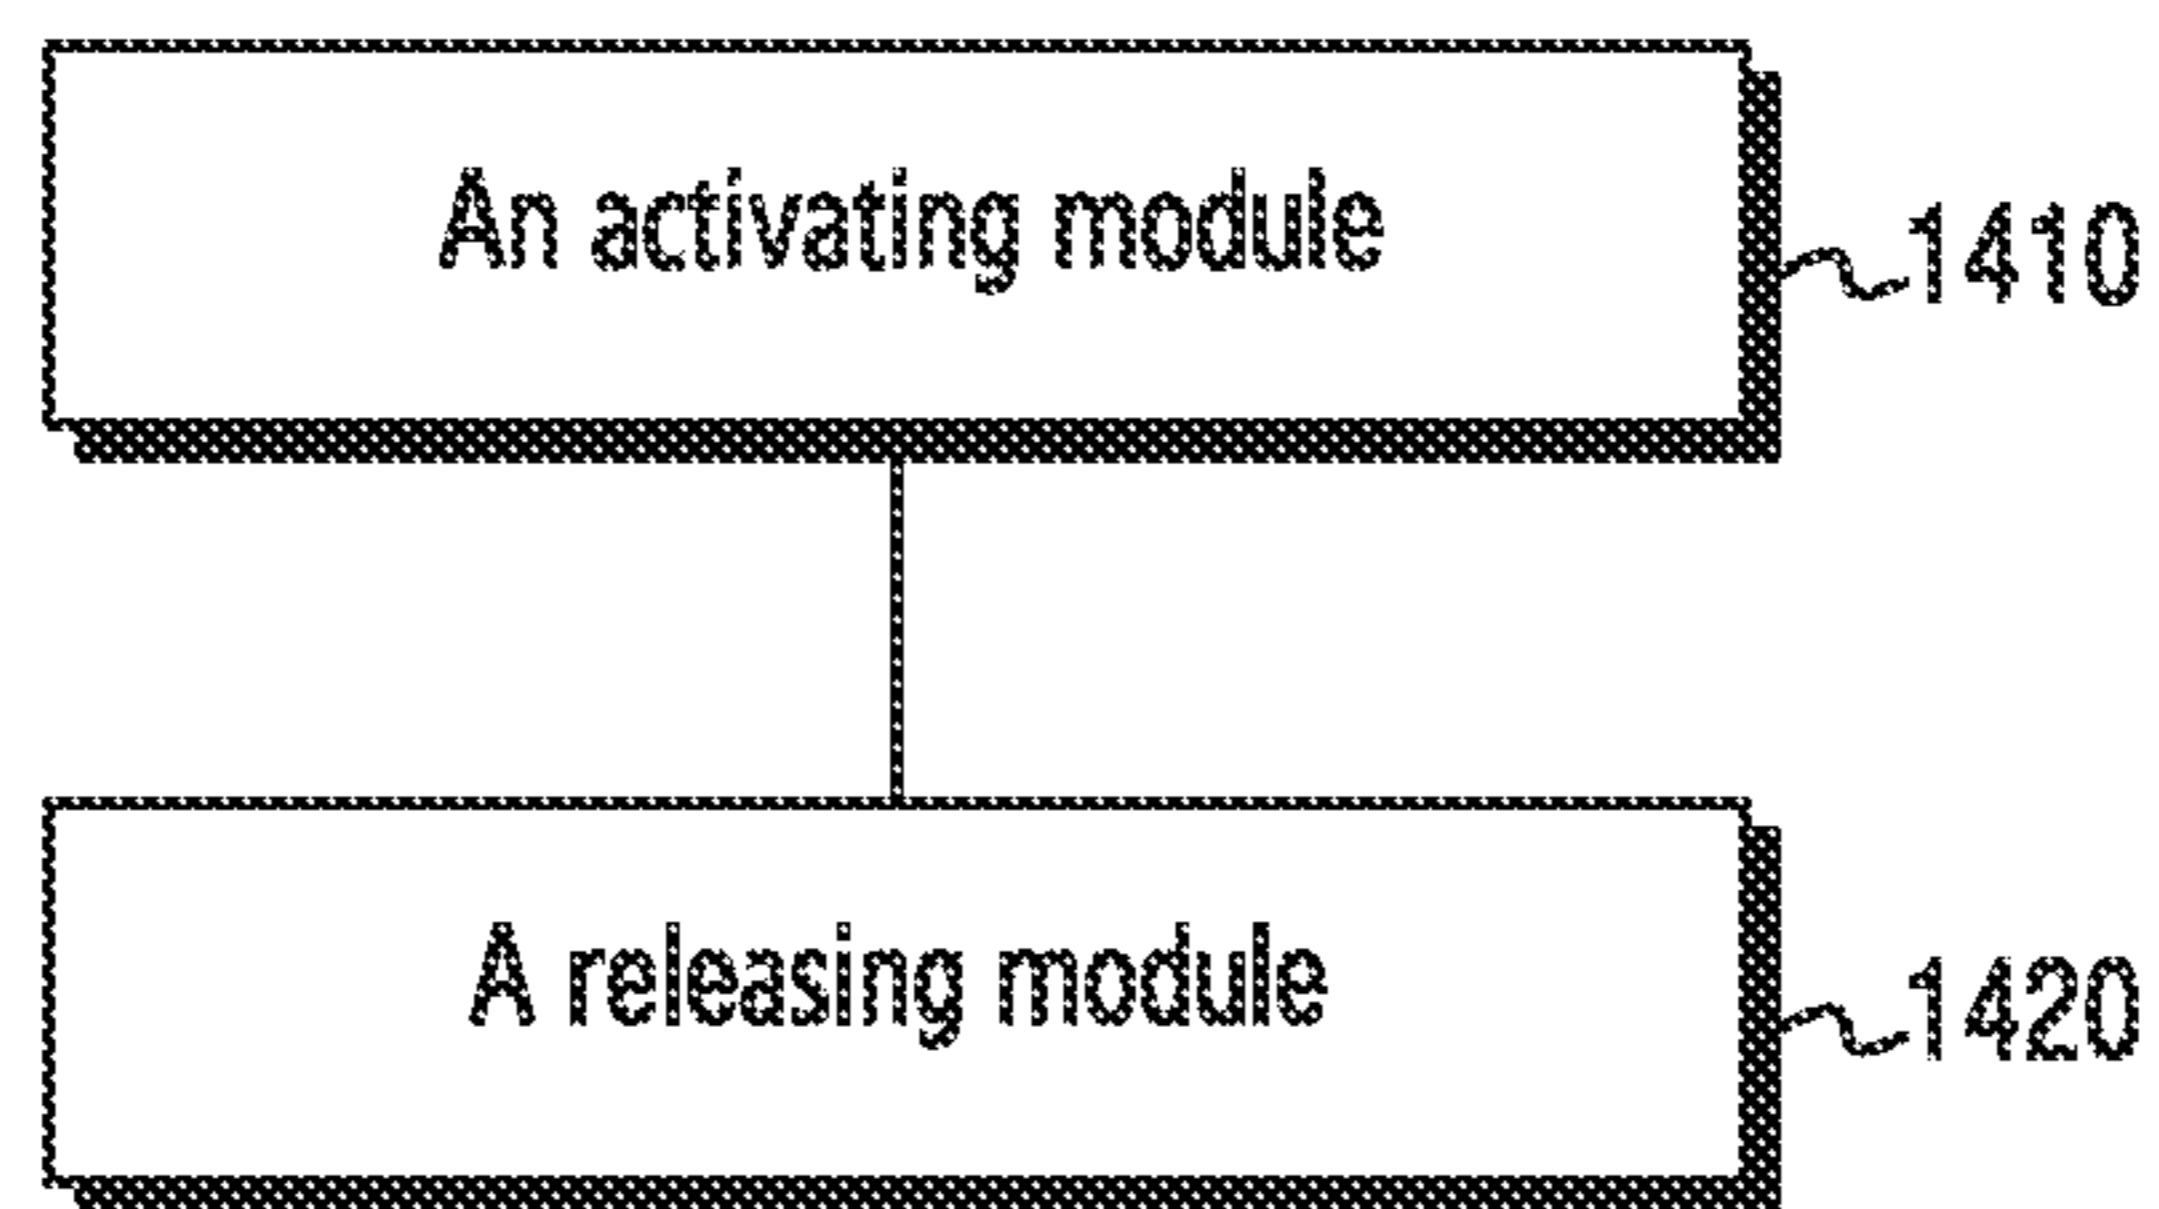 An activating module
1410
A releasing module
1420